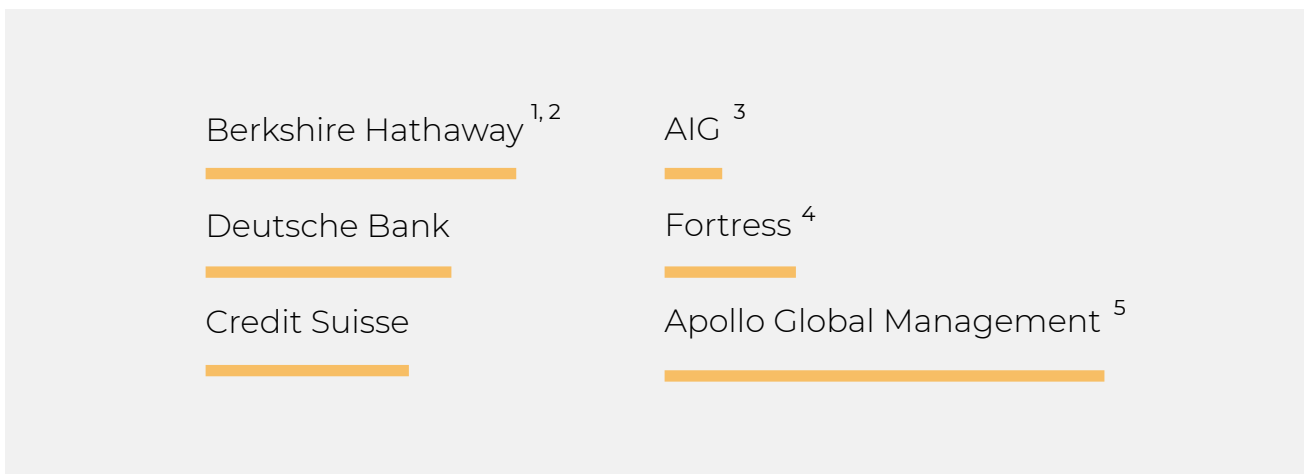 Berkshire Hathaway 1, 2
Deutsche Bank
Credit Suisse
AIG 3
Fortress 4
Apollo Global Management 5